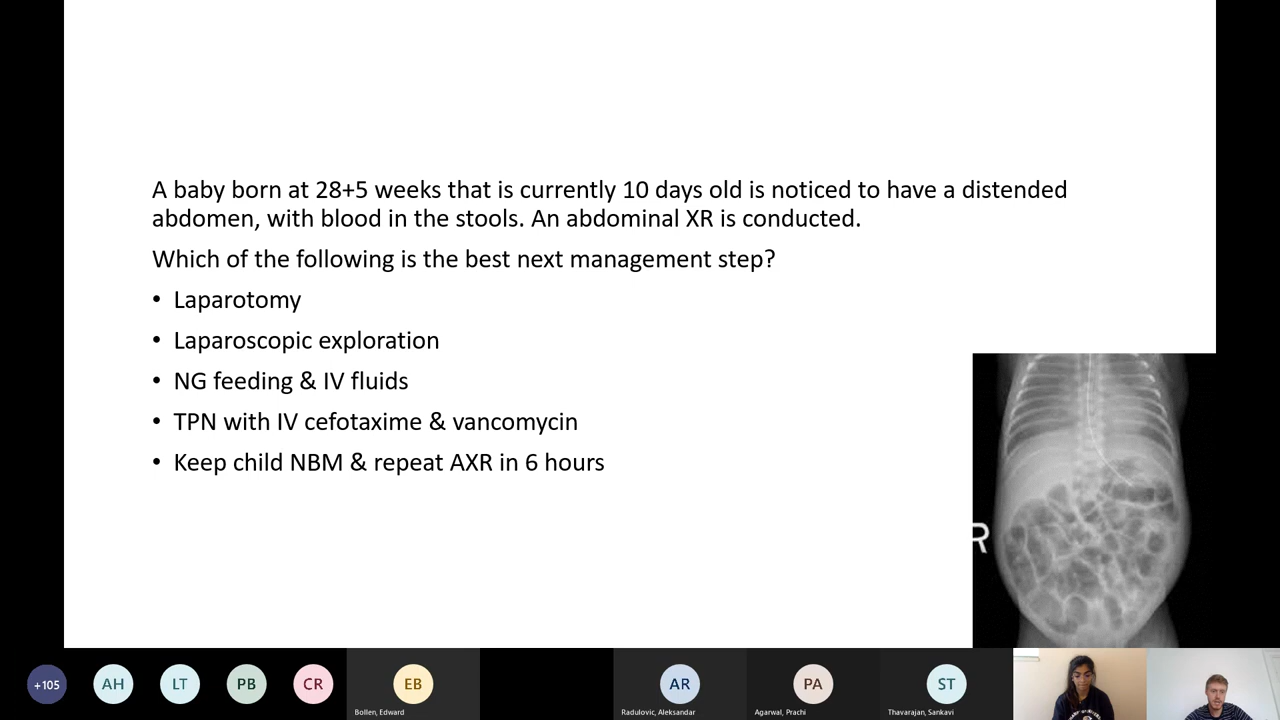 A baby born at 28+5 weeks that is currently 10 days old is noticed to have a distended
abdomen, with blood in the stools. An abdominal XR is conducted.
Which of the following is the best next management step?
• Laparotomy
• Laparoscopic exploration
• NG feeding & IV fluids
• TPN with IV cefotaxime & vancomycin
• Keep child NBM & repeat AXR in 6 hours
R
+105
AH
LT
PB
CR
EB
AR
PA
ST
Bollen, Edward
Radulovic, Aleksandar
Agarwal, Prachi
Thavarajan, Sankavi